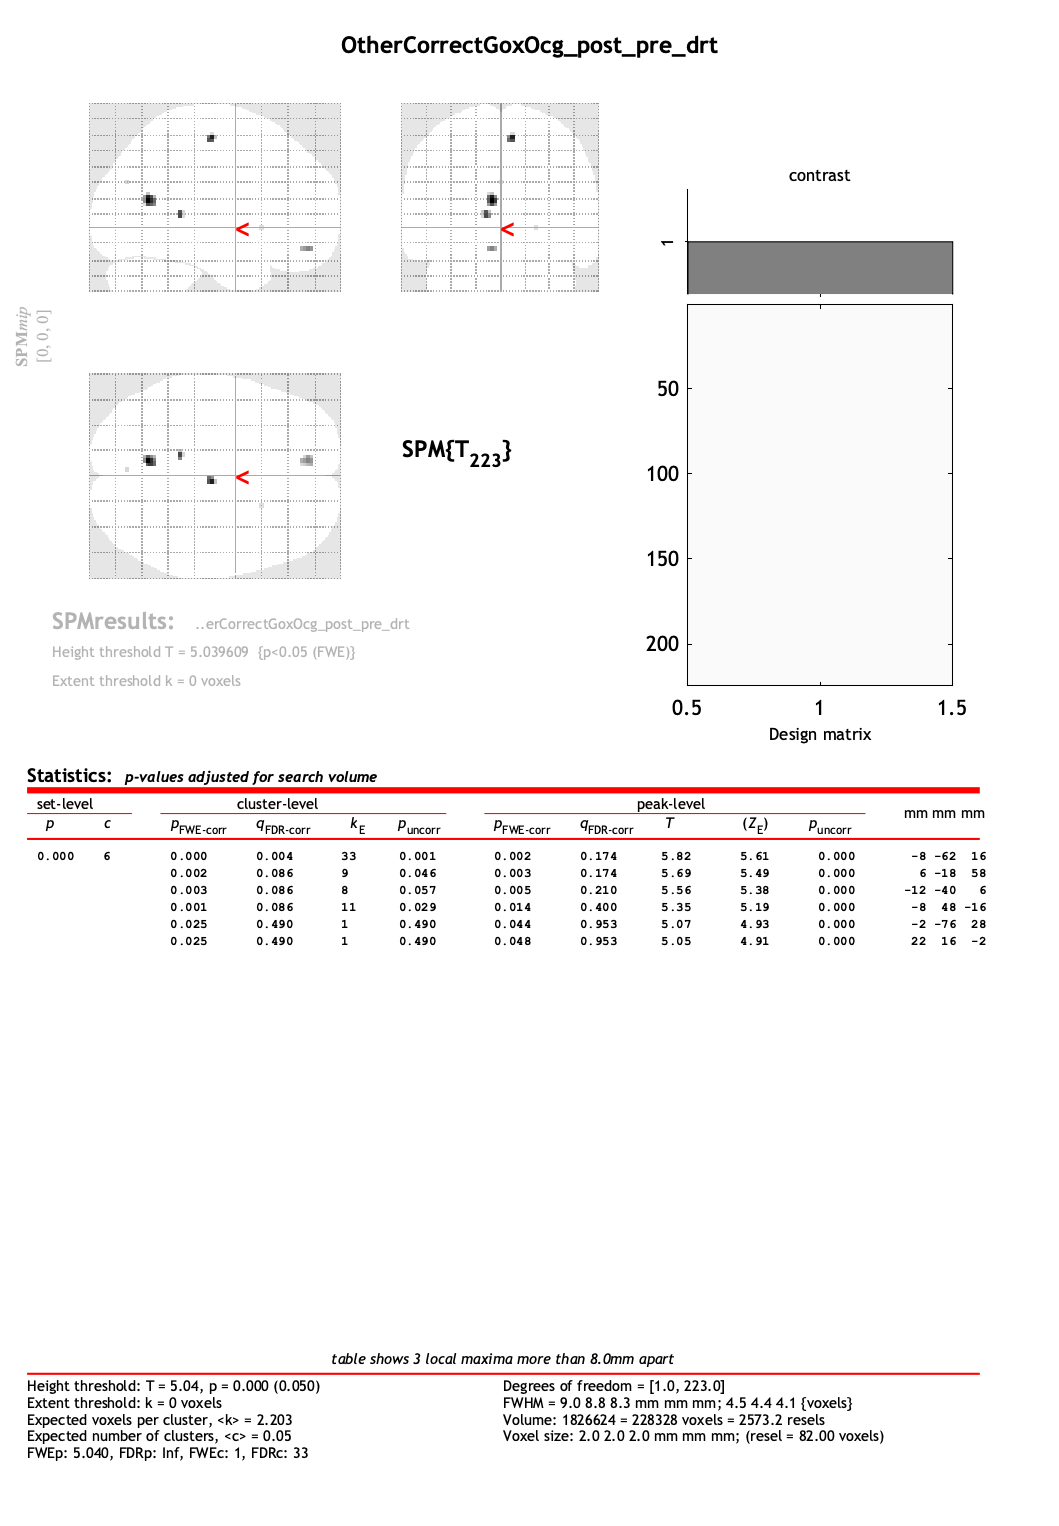 OtherCorrectGoxOcg_post_pre_drt
<
<
SPMmip
[0, 0, 0]
<
SPM{T223}
contrast
1
50
100
150
200
0.5 1 1.5
Design matrix
SPMresults: ..erCorrectGoxOcg_post_pre_drt
Height threshold T = 5.039609 {p<0.05 (FWE)}
Extent threshold k = 0 voxels
Statistics: p-values adjusted for search volume
set-level cluster-level peak-level mm mm mm
p c pFWE-corr qFDR-corr kE puncorr pFWE-corr qFDR-corr T (ZE) puncorr
0.000 6 0.000 0.004 33 0.001 0.002 0.174 5.82 5.61 0.000 -8 -62 16
0.002 0.086 9 0.046 0.003 0.174 5.69 5.49 0.000 6 -18 58
0.003 0.086 8 0.057 0.005 0.210 5.56 5.38 0.000 -12 -40 6
0.001 0.086 11 0.029 0.014 0.400 5.35 5.19 0.000 -8 48 -16
0.025 0.490 1 0.490 0.044 0.953 5.07 4.93 0.000 -2 -76 28
0.025 0.490 1 0.490 0.048 0.953 5.05 4.91 0.000 22 16 -2
table shows 3 local maxima more than 8.0mm apart
Height threshold: T = 5.04, p = 0.000 (0.050)
Extent threshold: k = 0 voxels
Expected voxels per cluster, <k> = 2.203
Expected number of clusters, <c> = 0.05
FWEp: 5.040, FDRp: Inf, FWEc: 1, FDRc: 33
Degrees of freedom = [1.0, 223.0]
FWHM = 9.0 8.8 8.3 mm mm mm; 4.5 4.4 4.1 {voxels}
Volume: 1826624 = 228328 voxels = 2573.2 resels
Voxel size: 2.0 2.0 2.0 mm mm mm; (resel = 82.00 voxels)